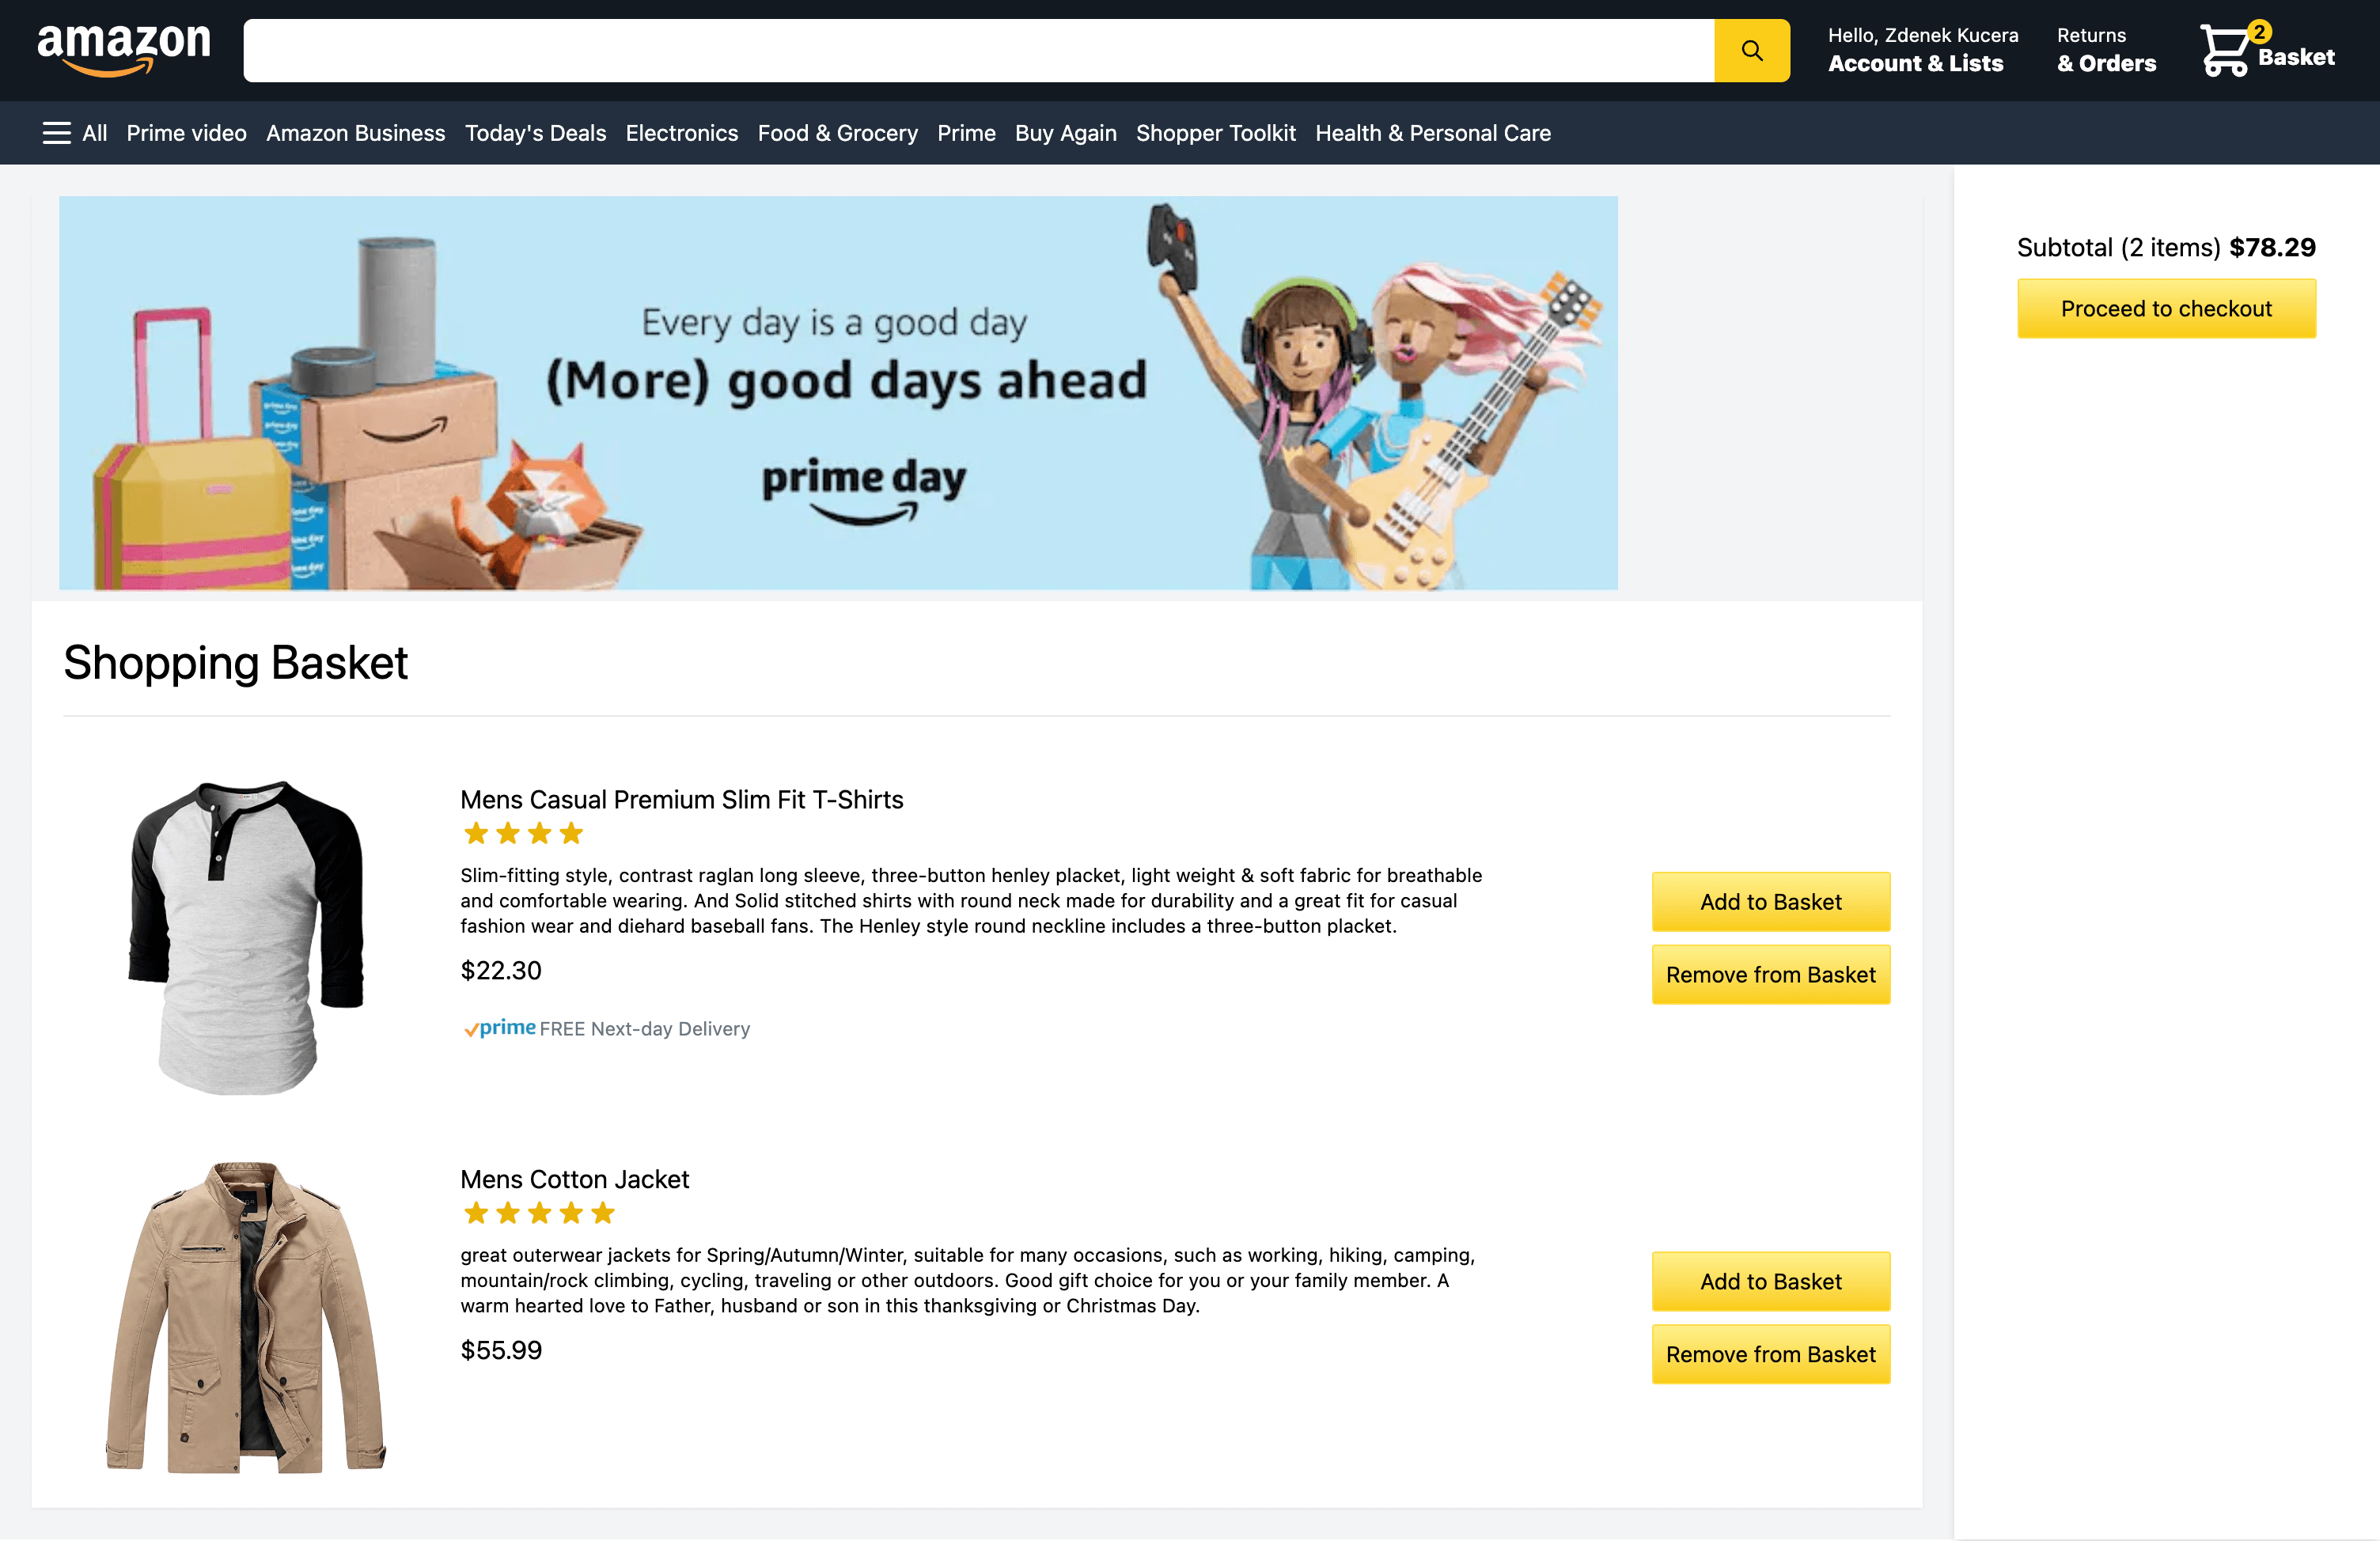 amazon
Hello, Zdenek Kucera
Account & Lists
Returns
& Orders
2
Basket
All Prime video Amazon Business Today's Deals Electronics Food & Grocery Prime Buy Again Shopper Toolkit Health & Personal Care
Every day is a good day
(More) good days ahead
prime day
Subtotal (2 items) $78.29
Proceed to checkout
Shopping Basket
Mens Casual Premium Slim Fit T-Shirts
Slim-fitting style, contrast raglan long sleeve, three-button henley placket, light weight & soft fabric for breathable
and comfortable wearing. And Solid stitched shirts with round neck made for durability and a great fit for casual
fashion wear and diehard baseball fans. The Henley style round neckline includes a three-button placket.
$22.30
prime FREE Next-day Delivery
Add to Basket
Remove from Basket
Mens Cotton Jacket
great outerwear jackets for Spring/Autumn/Winter, suitable for many occasions, such as working, hiking, camping,
mountain/rock climbing, cycling, traveling or other outdoors. Good gift choice for you or your family member. A
warm hearted love to Father, husband or son in this thanksgiving or Christmas Day.
$55.99
Add to Basket
Remove from Basket